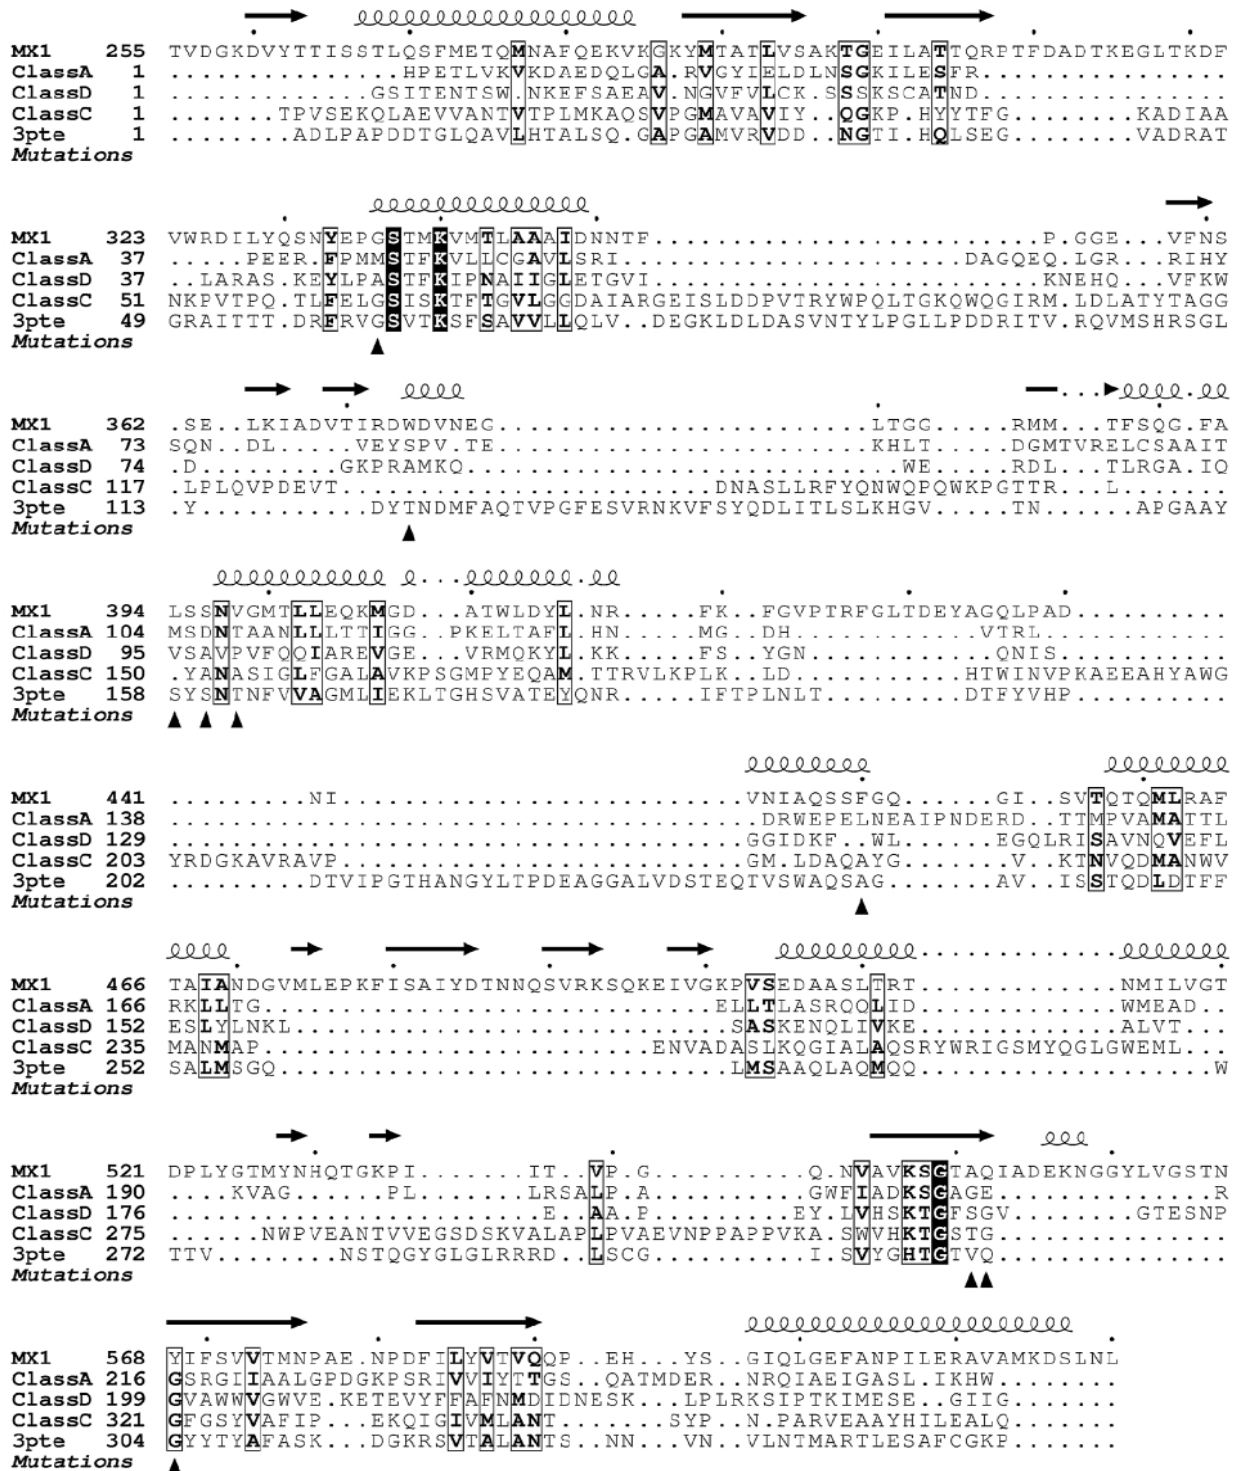 MX1 255 TVDGKDVYTTISSTLQSFMETQMNAFQEKVKGKYMTATLVSAKTGEILATTQRPTFDADTKEGLTKDF
ClassA 1 ...............HPETLVKVKDAEDQLGA.RVGYIELDLNSGKILESFR................
ClassD 1 .............GSITENTSW.NKEFSAEAV.NGVFVLCK.SSSKSCATND................
ClassC 1 .......TPVSEKQLAEVVANTVTPLMKAQSVPGMAVAVIY..QGKP.HYYTFG........KADIAA
3pte 1 ........ADLPAPDDTGLQAVLHTALSQ.GAPGAMVRVDD..NGTI.HQLSEG........VADRAT
Mutations
MX1 323 VWRDILYQSNYEPGSTMKVMTLAAAIDNNTF.........................P.GGE...VFNS
ClassA 37 .....PEER.FPMMSTFKVLLCGAVLSRI......................DAGQEQ.LGR..RIHY
ClassD 37 ..LARAS.KEYLPASTFKIPNAIIGLETGVI.........................KNEHQ..VFKW
ClassC 51 NKPVTPQ.TLFELGSISKTFTGVLGGDAIARGEISLDDPVTRYWPQLTGKQWQGIRM.LDLATYTAGG
3pte 49 GRAITTT.DRFRVGSVTKSFSAVVLLQLV..DEGKLDLDASVNTYLPGLLPDDRITV.RQVMSHRSGL
Mutations
MX1 362 .SE..LKIADVTIRDWDVNEG........................LTGG.....RMM...TFSQG.FA
ClassA 73 SQN..DL.....VEYSPV.TE........................KHLT.....DGMTVRELCSAAIT
ClassD 74 .D.........GKPRAMKQ............................WE.....RDL...TLRGA.IQ
ClassC 117 .LPLQVPDEVT........................DNASLLRFYQNWQPQWKPGTTR...L.......
3pte 113 .Y...........DYTNDMFAQTVPGFESVRNKVFSYQDLITLSLKHGV.....TN......APGAAY
Mutations
MX1 394 LSSNVGMTLLEQKMGD...ATWLDYL.NR......FK..FGVPTRFGLTDEYAGQLPAD.........
ClassA 104 MSDNTAANLLLTTIGG..PKELTAFL.HN......MG..DH............VTRL...........
ClassD 95 VSAVPVFQQIAREVGE...VRMQKYL.KK......FS..YGN...........QNIS...........
ClassC 150 .YANASIGLFGALAVKPSGMPYEQAM.TTRVLKPLK..LD...........HTWINVPKAEEAHYAWG
3pte 158 SYSNTNFVVAGMLIEKLTGHSVATEYQNR.....IFTPLNLT.........DTFYVHP..........
Mutations
MX1 441 .........NI..........................VNIAQSSFGQ......GI..SVTQTQMLRAF
ClassA 138 ......................................DRWEPELNEAIPNDERD..TTMPVAMATTL
ClassD 129 .....................................GGIDKF..WL......EGQLRISAVNQVEFL
ClassC 203 YRDGKAVRAVP..........................GM.LDAQAYG.......V..KTNVQDMANWV
3pte 202 .........DTVIPGTHANGYLTPDEAGGALVDSTEQTVSWAQSAG.......AV..ISSTQDLDTFF
Mutations
MX1 466 TAIANDGVMLEPKFISAIYDTNNQSVRKSQKEIVGKPVSEDAASLTRT.............NMILVGT
ClassA 166 RKLLTG.............................ELLTLASRQQLID.............WMEAD..
ClassD 152 ESLYLNKL............................SASKENQLIVKE.............ALVT...
ClassC 235 MANMAP.........................ENVADASLKQGIALAQSRYWRIGSMYQGLGWEML...
3pte 252 SALMSGQ.............................LMSAAQLAQMQQ...................W
Mutations
MX1 521 DPLYGTMYNHQTGKPI.......IT..VP.G..........Q.NVAVKSGTAQIADEKNGGYLVGSTN
ClassA 190 ....KVAG......PL.......LRSALP.A..........GWFIADKSGAGE..............R
ClassD 176 ........................E..AA.P.........EY.LVHSKTGFSGV........GTESNP
ClassC 275 ......NWPVEANTVVEGSDSKVALAPLPVAEVNPPAPPVKA.SWVHKTGSTG...............
3pte 272 TTV........NSTQGYGLGLRRRD..LSCG..........I.SVYGHTGTVQ...............
Mutations
MX1 568 YIFSVVTMNPAE.NPDFILYVTVQQP..EH...YS..GIQLGEFANPILERAVAMKDSLNL
ClassA 216 GSRGIIAALGPDGKPSRIVVIYTTGS..QATMDER..NRQIAEIGASL.IKHW........
ClassD 199 GVAWWVGWVE.KETEVYFFAFNMDIDNESK...LPLRKSIPTKIMESE..GIIG.......
ClassC 321 GFGSYVAFIP...EKQIGIVMLANT........SYP..N.PARVEAAYHILEALQ......
3pte 304 GYYTYAFASK...DGKRSVTALANTS..NN...VN..VLNTMARTLESAFCGKP.......
Mutations